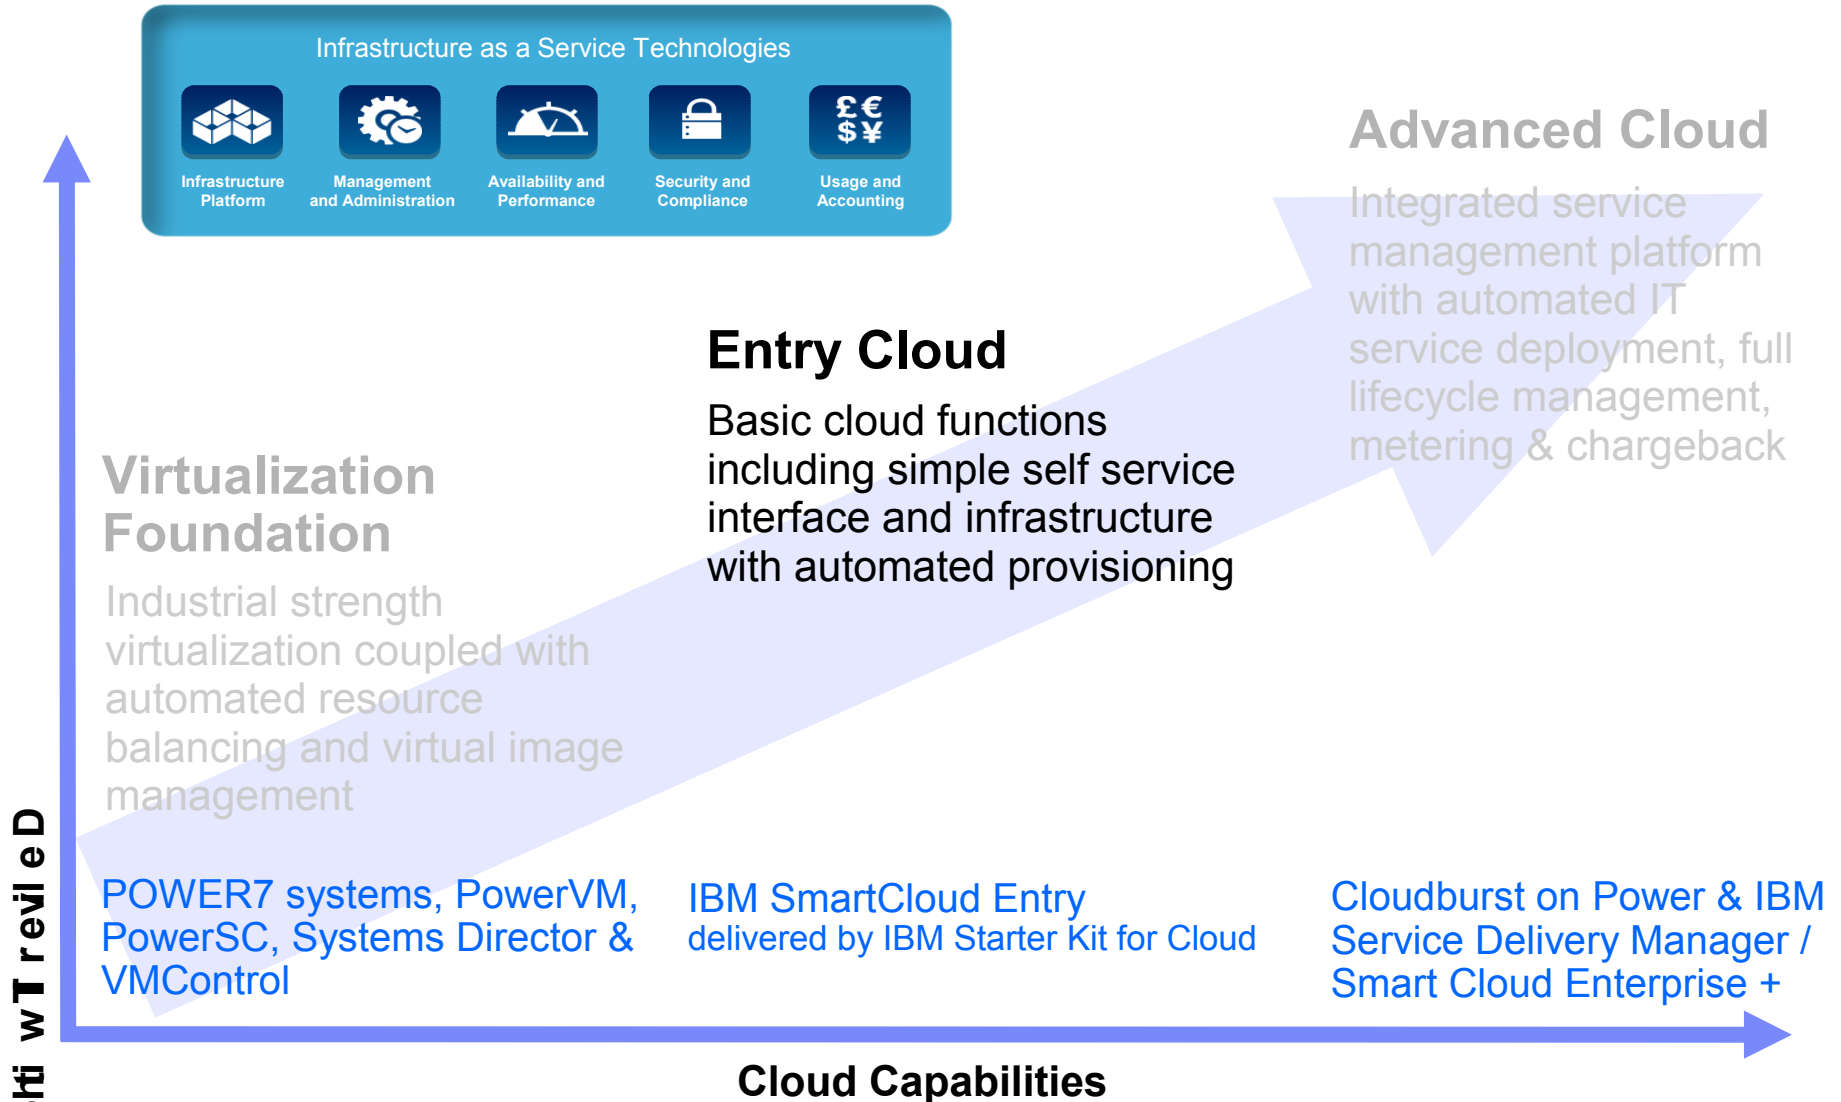 Infrastructure as a Service Technologies
Infrastructure
Platform
Management
and Administration
Availability and
Performance
Security and
Compliance
£€
$¥
Usage and
Accounting
Advanced Cloud
Integrated service
management platform
with automated IT
service deployment, full
lifecycle management,
metering & chargeback
Entry Cloud
Basic cloud functions
including simple self service
interface and infrastructure
with automated provisioning
Virtualization
Foundation
Industrial strength
virtualization coupled with
automated resource
balancing and virtual image
management
POWER7 systems, PowerVM,
PowerSC, Systems Director &
VMControl
IBM SmartCloud Entry
delivered by IBM Starter Kit for Cloud
Cloudburst on Power & IBM
Service Delivery Manager /
Smart Cloud Enterprise +
Cloud Capabilities